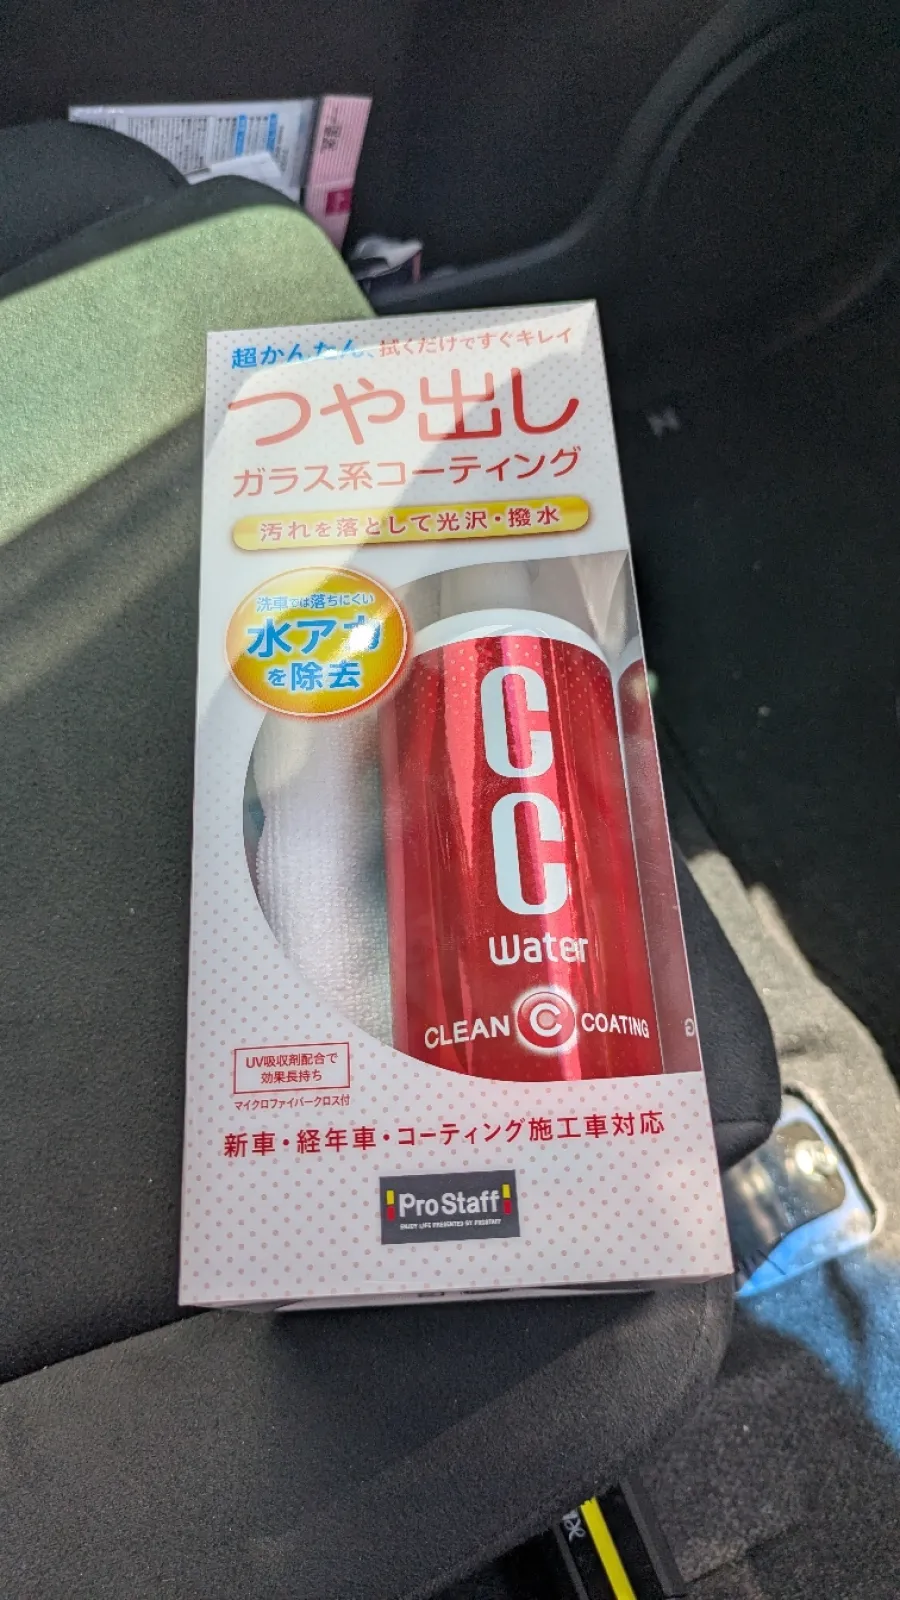 超かんたん、拭くだけですぐキレイ
つや出し
ガラス系コーティング
汚れを落として光沢・撥水
洗車では落ちにくい
水アカ
を除去
C
C
Water
CLEAN C COATING
UV吸収剤配合で
効果長持ち
マイクロファイバークロス付
新車・経年車・コーティング施工車対応
ProStaff
ENJOY LIFE PRESENTED BY PROSTAFF